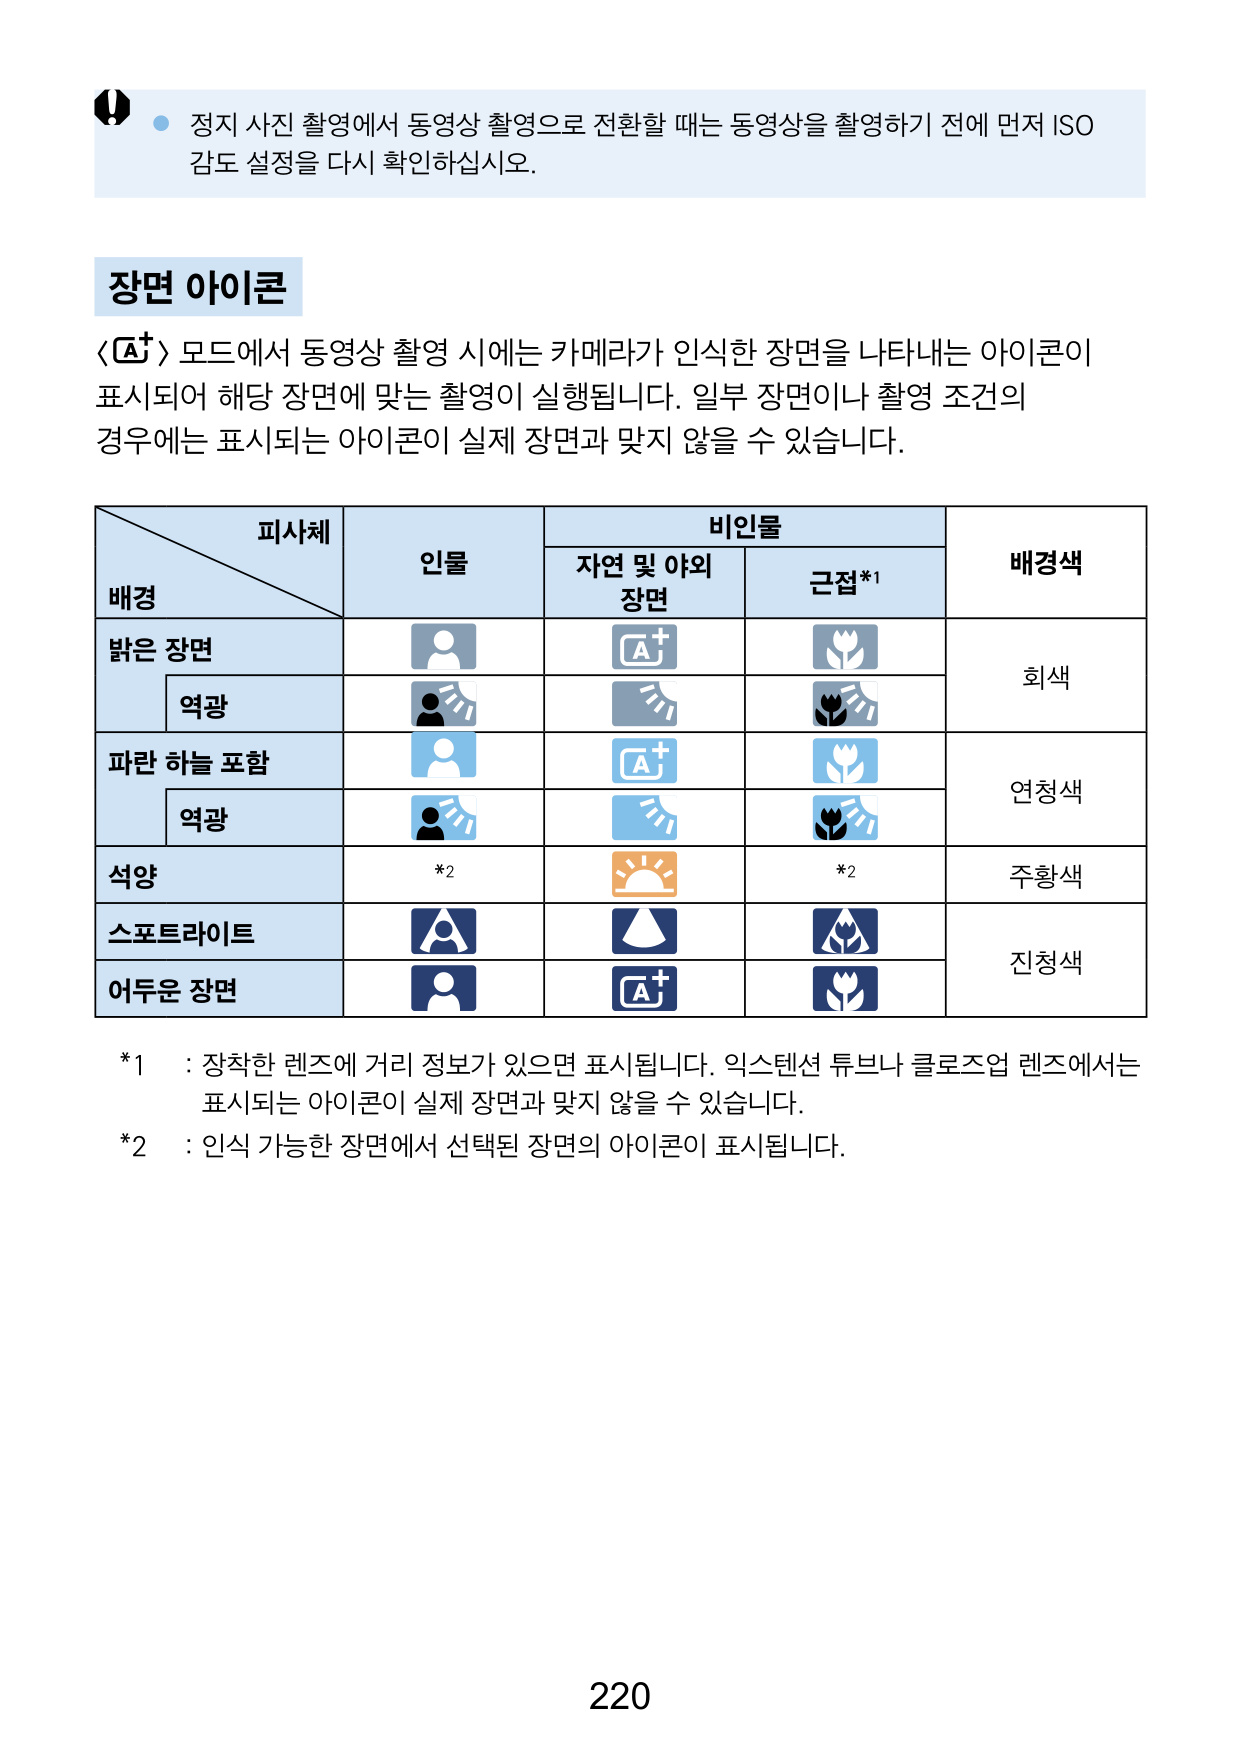 ● 정지 사진 촬영에서 동영상 촬영으로 전환할 때는 동영상을 촬영하기 전에 먼저 ISO
감도 설정을 다시 확인하십시오.
장면 아이콘
〈A+〉 모드에서 동영상 촬영 시에는 카메라가 인식한 장면을 나타내는 아이콘이
표시되어 해당 장면에 맞는 촬영이 실행됩니다. 일부 장면이나 촬영 조건의
경우에는 표시되는 아이콘이 실제 장면과 맞지 않을 수 있습니다.
피사체
배경
인물
비인물
자연 및 야외
장면
근접*1
배경색
밝은 장면
A+
회색
역광
파란 하늘 포함
A+
연청색
역광
석양
*2
*2
주황색
스포트라이트
진청색
어두운 장면
A+
*1 : 장착한 렌즈에 거리 정보가 있으면 표시됩니다. 익스텐션 튜브나 클로즈업 렌즈에서는
표시되는 아이콘이 실제 장면과 맞지 않을 수 있습니다.
*2 : 인식 가능한 장면에서 선택된 장면의 아이콘이 표시됩니다.
220